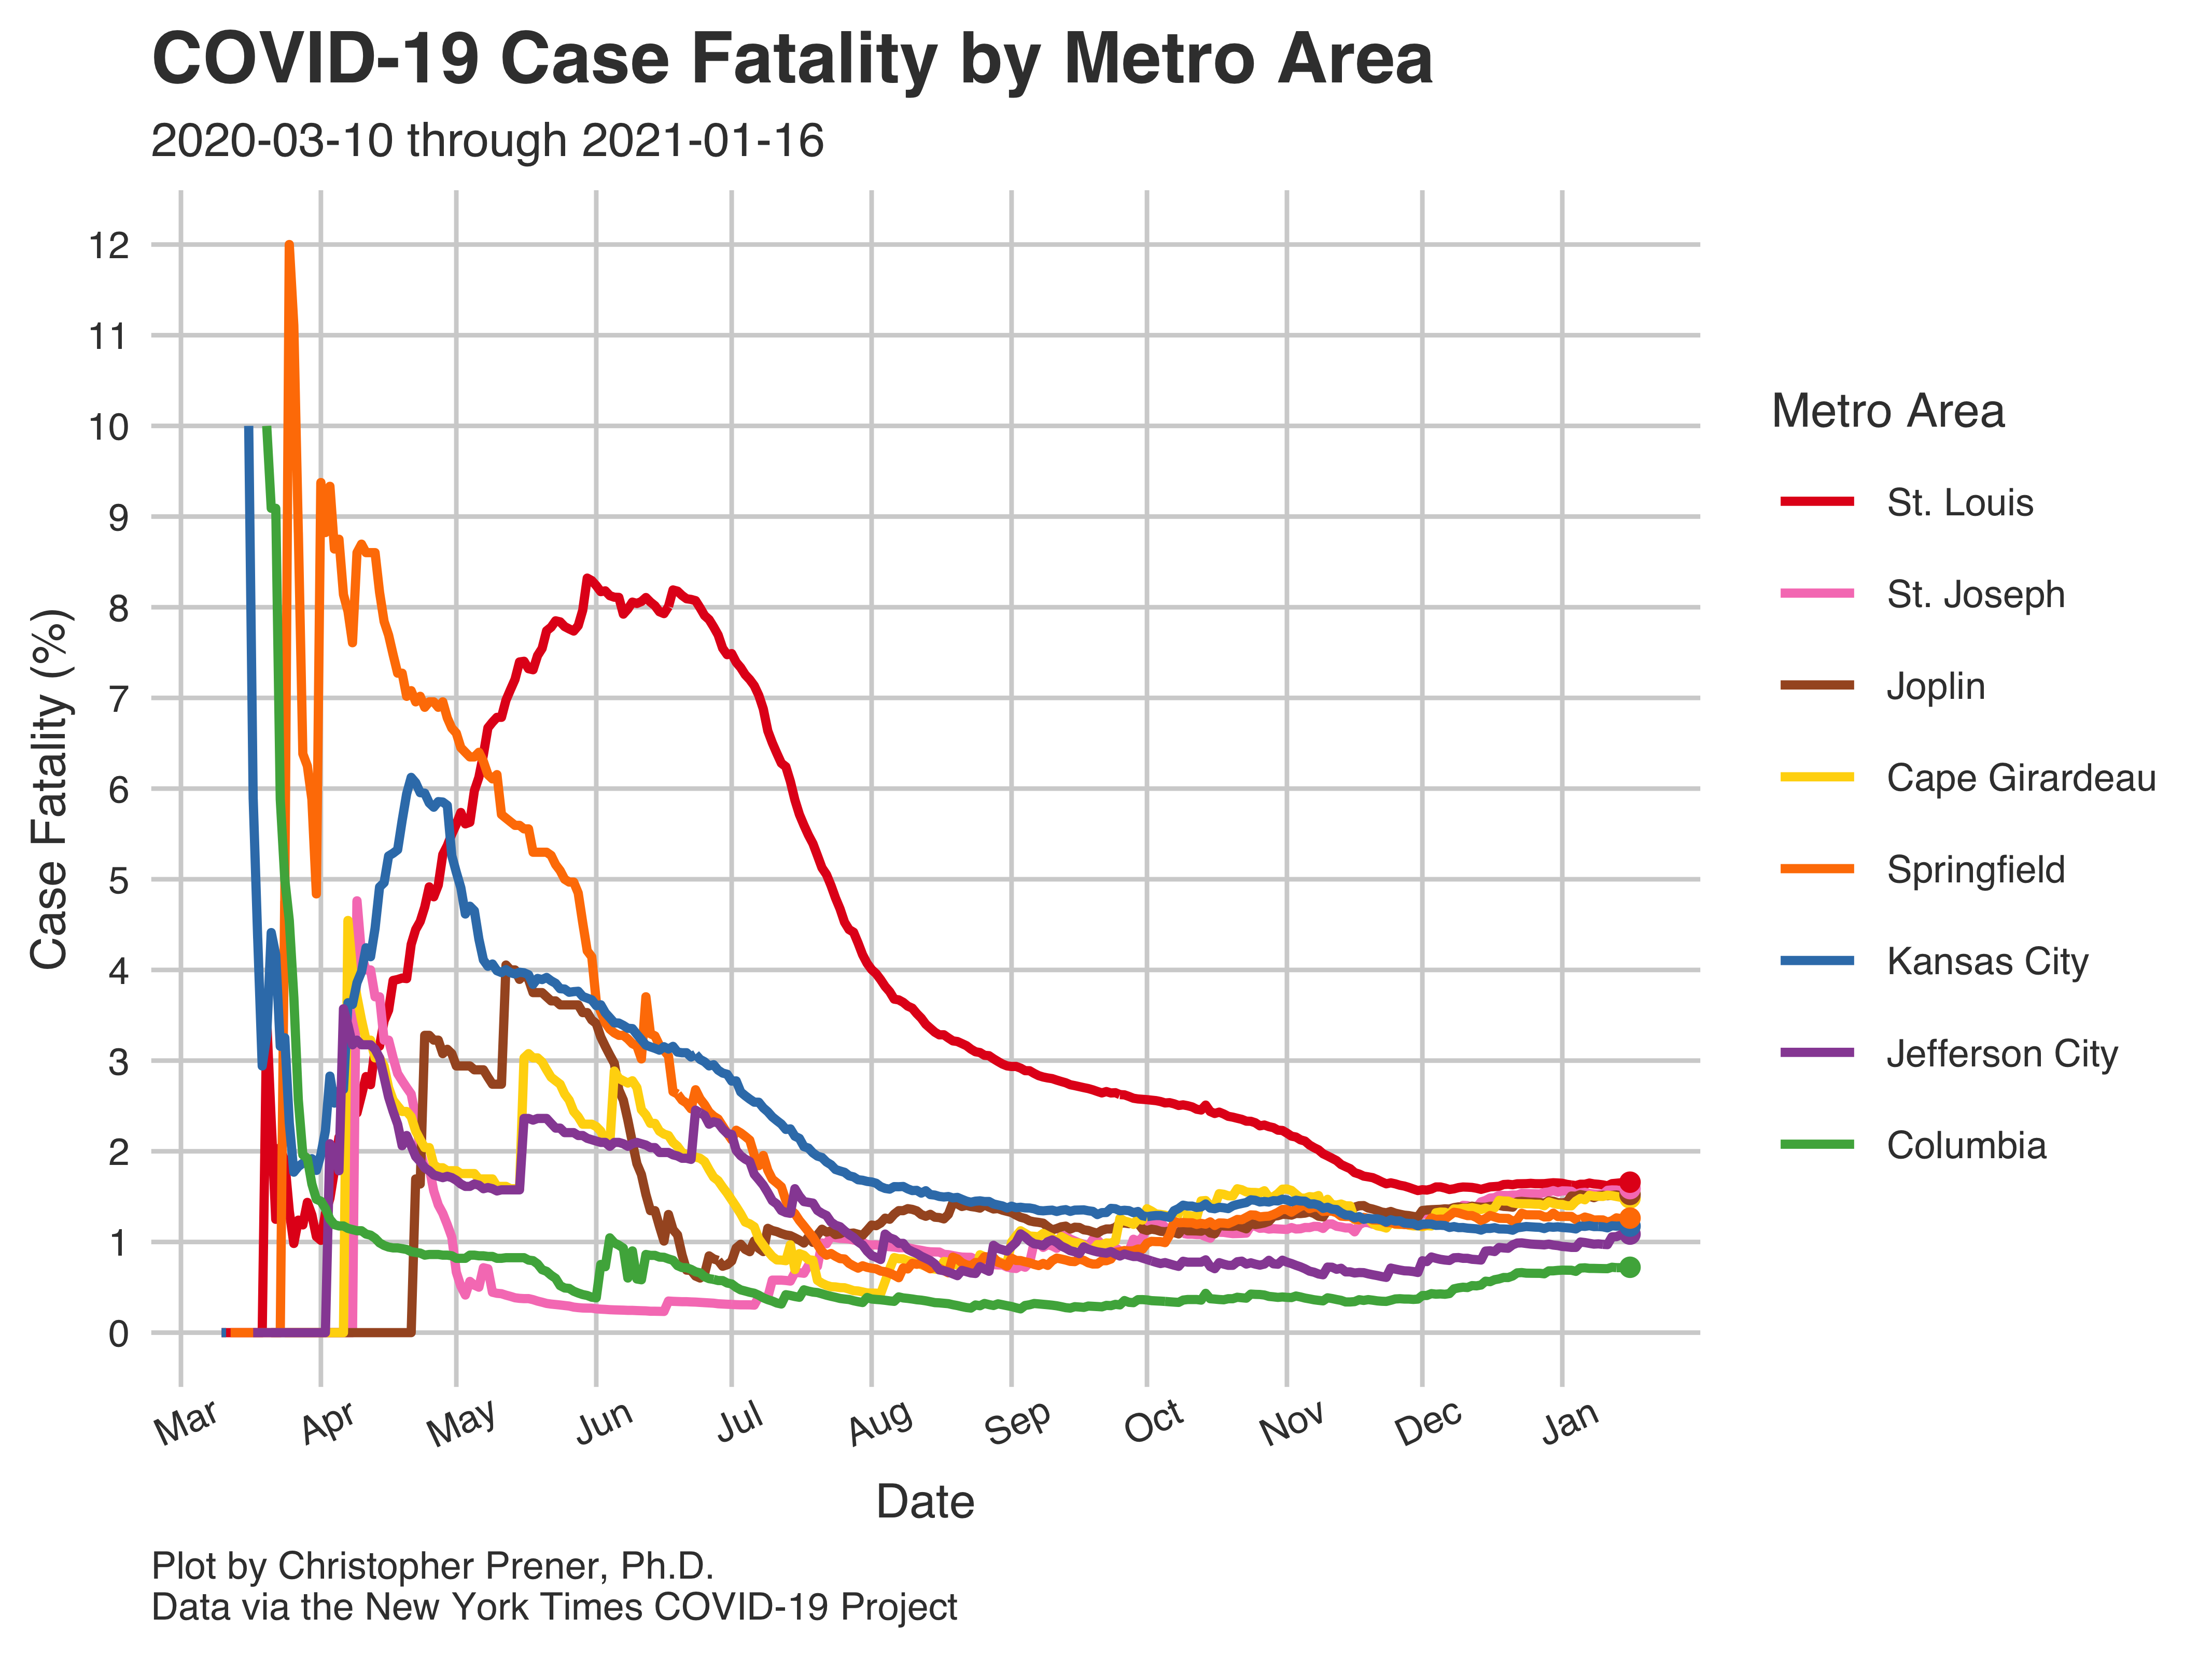 COVID-19 Case Fatality by Metro Area
2020-03-10 through 2021-01-16
Case Fatality (%)
12
11
10
9
8
7
6
5
4
3
2
1
0
Mar
Apr
May
Jun
Jul
Aug
Sep
Oct
Nov
Dec
Jan
Date
Metro Area
St. Louis
St. Joseph
Joplin
Cape Girardeau
Springfield
Kansas City
Jefferson City
Columbia
Plot by Christopher Prener, Ph.D.
Data via the New York Times COVID-19 Project